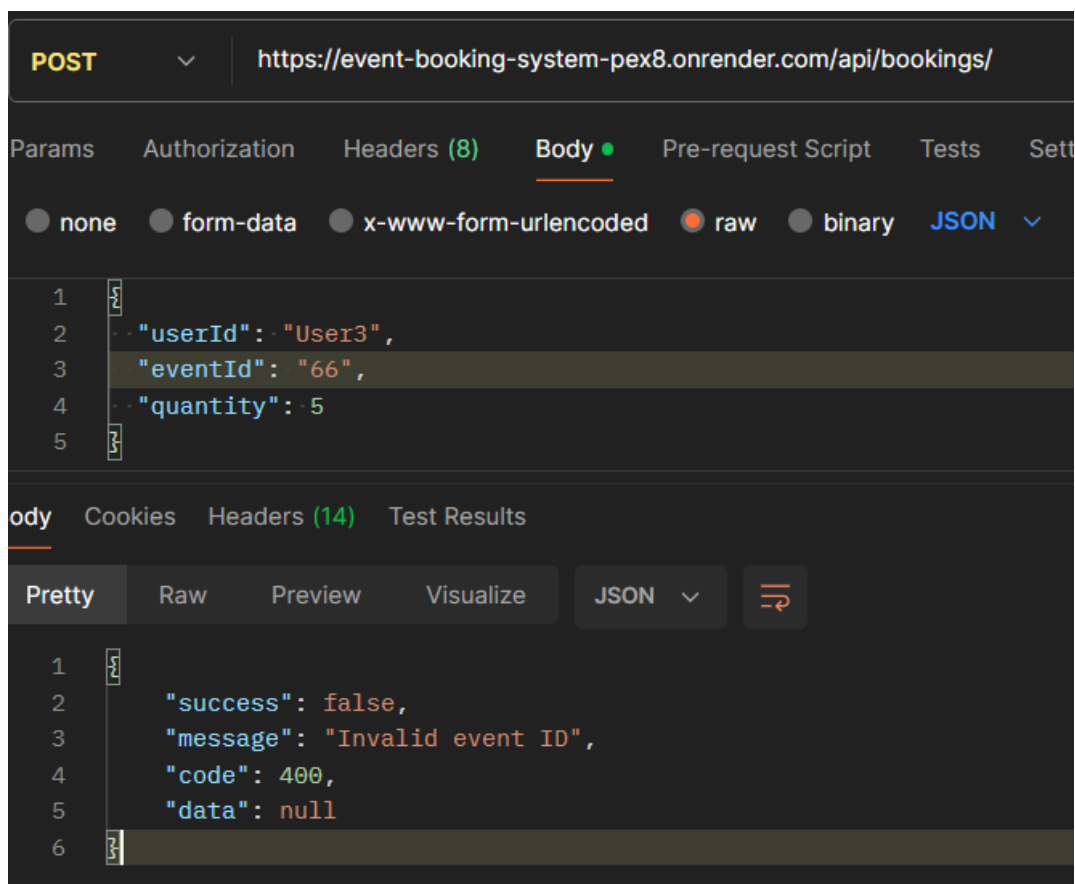 POST https://event-booking-system-pex8.onrender.com/api/bookings/
Params Authorization Headers (8) Body Pre-request Script Tests Sett
none form-data x-www-form-urlencoded raw binary JSON
1 {
2 "userId": "User3",
3 "eventId": "66",
4 "quantity": 5
5 }
ody Cookies Headers (14) Test Results
Pretty Raw Preview Visualize JSON
1 {
2 "success": false,
3 "message": "Invalid event ID",
4 "code": 400,
5 "data": null
6 }